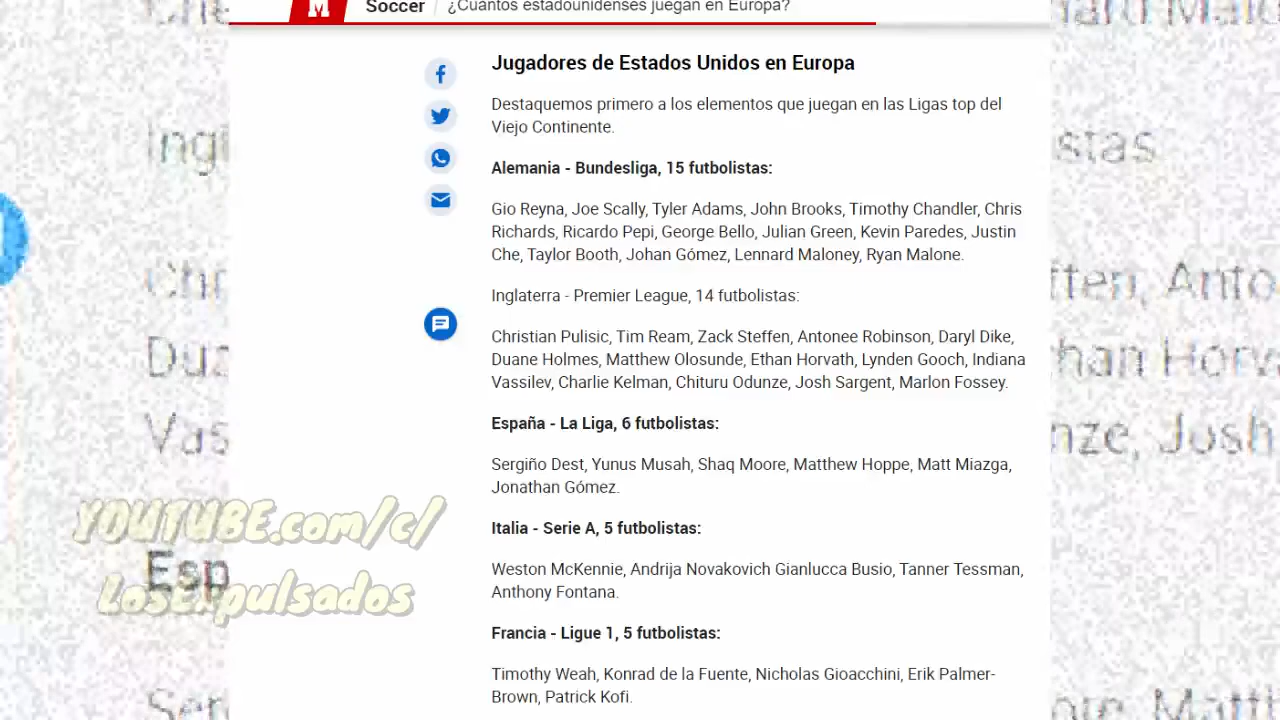 M Soccer ¿Cuántos estadounidenses juegan en Europa?
Jugadores de Estados Unidos en Europa
Destaquemos primero a los elementos que juegan en las Ligas top del
Viejo Continente.
Alemania - Bundesliga, 15 futbolistas:
Gio Reyna, Joe Scally, Tyler Adams, John Brooks, Timothy Chandler, Chris
Richards, Ricardo Pepi, George Bello, Julian Green, Kevin Paredes, Justin
Che, Taylor Booth, Johan Gómez, Lennard Maloney, Ryan Malone.
Inglaterra - Premier League, 14 futbolistas:
Christian Pulisic, Tim Ream, Zack Steffen, Antonee Robinson, Daryl Dike,
Duane Holmes, Matthew Olosunde, Ethan Horvath, Lynden Gooch, Indiana
Vassilev, Charlie Kelman, Chituru Odunze, Josh Sargent, Marlon Fossey.
España - La Liga, 6 futbolistas:
Sergiño Dest, Yunus Musah, Shaq Moore, Matthew Hoppe, Matt Miazga,
Jonathan Gómez.
Italia - Serie A, 5 futbolistas:
Weston McKennie, Andrija Novakovich Gianlucca Busio, Tanner Tessman,
Anthony Fontana.
Francia - Ligue 1, 5 futbolistas:
Timothy Weah, Konrad de la Fuente, Nicholas Gioacchini, Erik Palmer-
Brown, Patrick Kofi.
YOUTUBE.com/c/
LosExpulsados